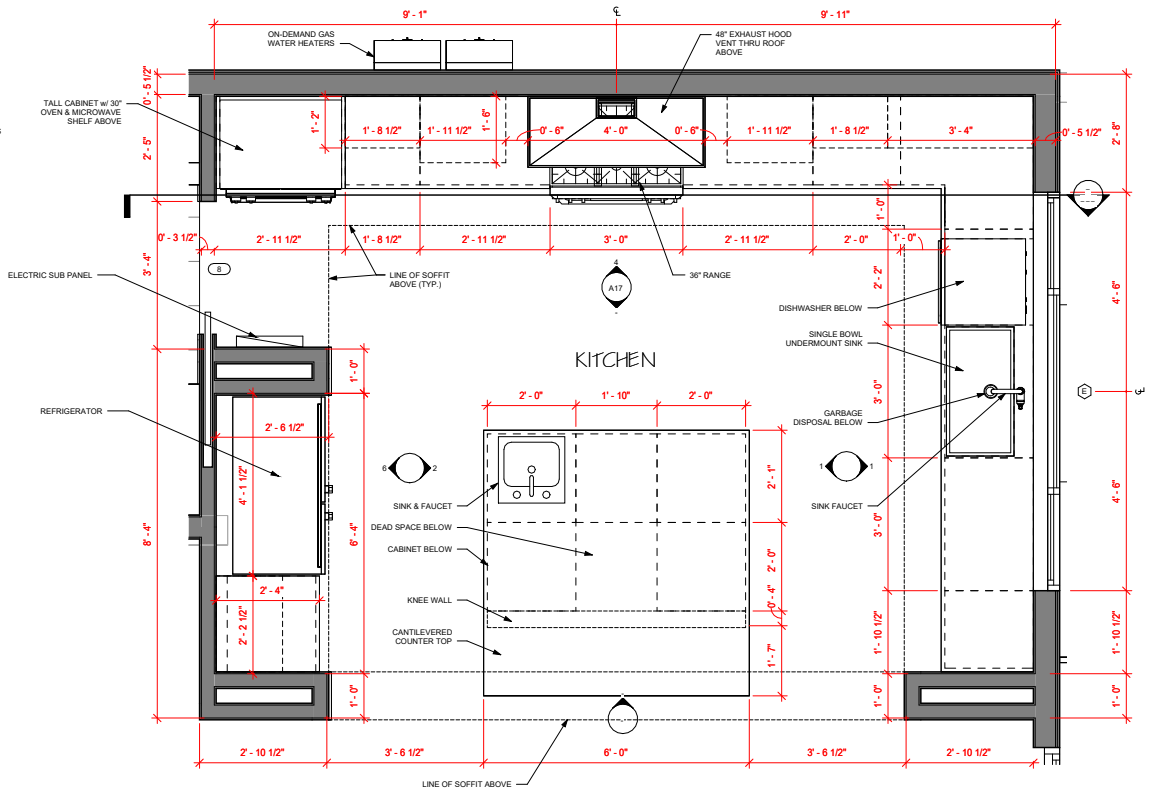 9' - 1"
℄
9' - 11"
ON-DEMAND GAS
WATER HEATERS
48" EXHAUST HOOD
VENT THRU ROOF
ABOVE
0' - 5 1/2"
TALL CABINET w/ 30"
OVEN & MICROWAVE
SHELF ABOVE
2' - 5"
1' - 2"
1' - 8 1/2"
1' - 11 1/2"
1' - 6"
0' - 6"
4' - 0"
0' - 6"
1' - 11 1/2"
1' - 8 1/2"
3' - 4"
0' - 5 1/2"
2' - 8"
1' - 0"
0' - 3 1/2"
2' - 11 1/2"
1' - 8 1/2"
2' - 11 1/2"
3' - 0"
2' - 11 1/2"
2' - 0"
1' - 0"
3' - 4"
8
ELECTRIC SUB PANEL
LINE OF SOFFIT
ABOVE (TYP.)
4
A17
-
36" RANGE
2' - 2"
DISHWASHER BELOW
4' - 6"
SINGLE BOWL
UNDERMOUNT SINK
KITCHEN
1' - 0"
REFRIGERATOR
2' - 0"
1' - 10"
2' - 0"
3' - 0"
E
℄
GARBAGE
DISPOSAL BELOW
2' - 6 1/2"
4' - 1 1/2"
6
2
1
1
2' - 1"
SINK & FAUCET
SINK FAUCET
4' - 6"
DEAD SPACE BELOW
CABINET BELOW
8' - 4"
6' - 4"
3' - 0"
2' - 0"
2' - 4"
KNEE WALL
0' - 4"
2' - 2 1/2"
CANTILEVERED
COUNTER TOP
1' - 7"
1' - 10 1/2"
1' - 10 1/2"
1' - 0"
1' - 0"
1' - 0"
2' - 10 1/2"
3' - 6 1/2"
6' - 0"
3' - 6 1/2"
2' - 10 1/2"
LINE OF SOFFIT ABOVE